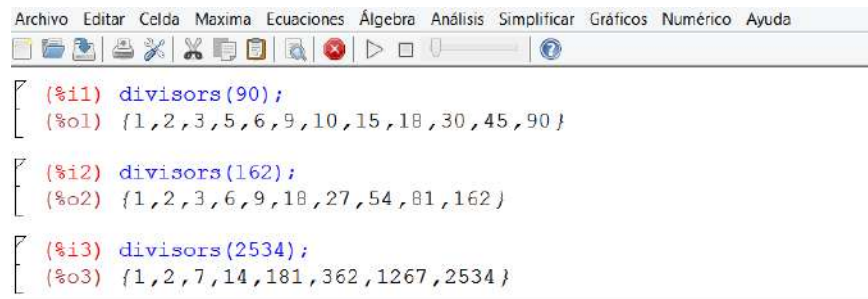 Archivo Editar Celda Maxima Ecuaciones Álgebra Análisis Simplificar Gráficos Numérico Ayuda
(%i1) divisors(90);
(%o1) {1,2,3,5,6,9,10,15,18,30,45,90}
(%i2) divisors(162);
(%o2) {1,2,3,6,9,18,27,54,81,162}
(%i3) divisors(2534);
(%o3) {1,2,7,14,181,362,1267,2534}